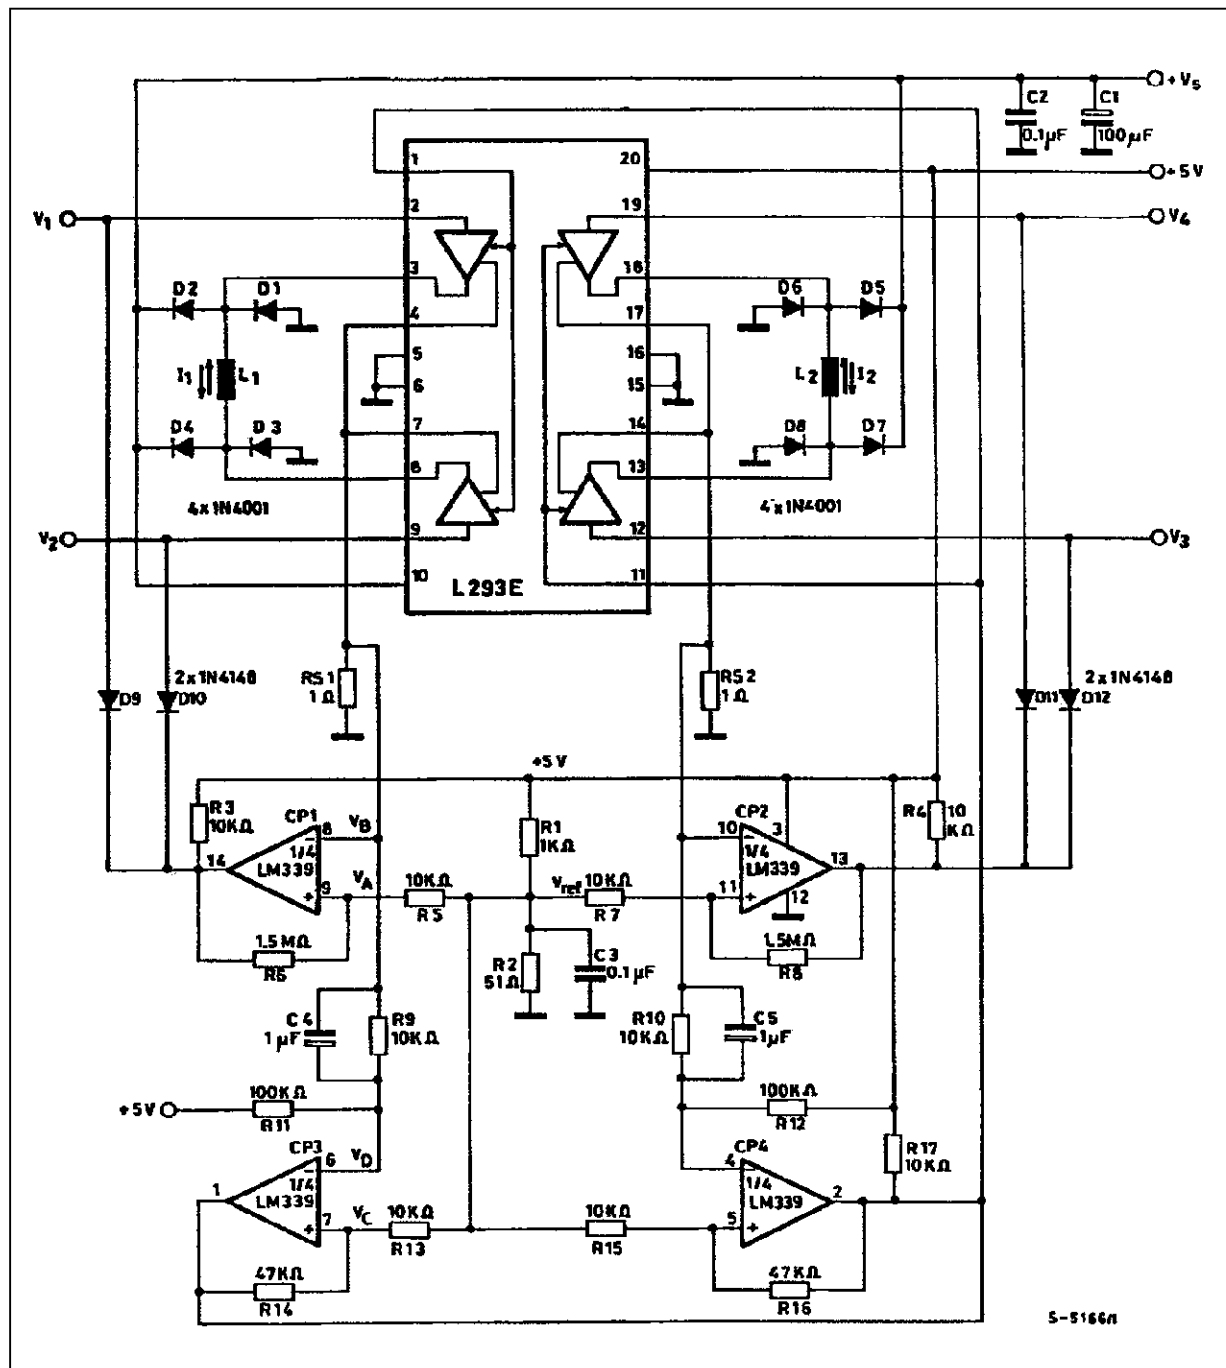 +Vs
C2
0.1µF
C1
100µF
+5V
1
20
V1
2
19
V4
3
18
D2
D1
D6
D5
4
17
5
16
I1
L1
6
15
L2
I2
7
14
D4
D3
D8
D7
8
13
4x1N4001
4x1N4001
V2
9
12
V3
10
11
L293E
RS1
1Ω
RS2
1Ω
2x1N4148
D9
D10
2x1N4148
D11
D12
+5V
R3
10KΩ
CP1
8
VB
R1
1KΩ
CP2
10
3
R4
10
KΩ
14
1/4
LM339
9
VA
10KΩ
R5
Vref
10KΩ
R7
11
1/4
LM339
13
12
1.5MΩ
R6
R2
51Ω
C3
0.1µF
1.5MΩ
R8
C4
1µF
R9
10KΩ
R10
10KΩ
C5
1µF
+5V
100KΩ
R11
100KΩ
R12
CP3
6
VD
CP4
4
R17
10KΩ
1
1/4
LM339
7
VC
10KΩ
R13
10KΩ
R15
5
1/4
LM339
2
47KΩ
R14
47KΩ
R16